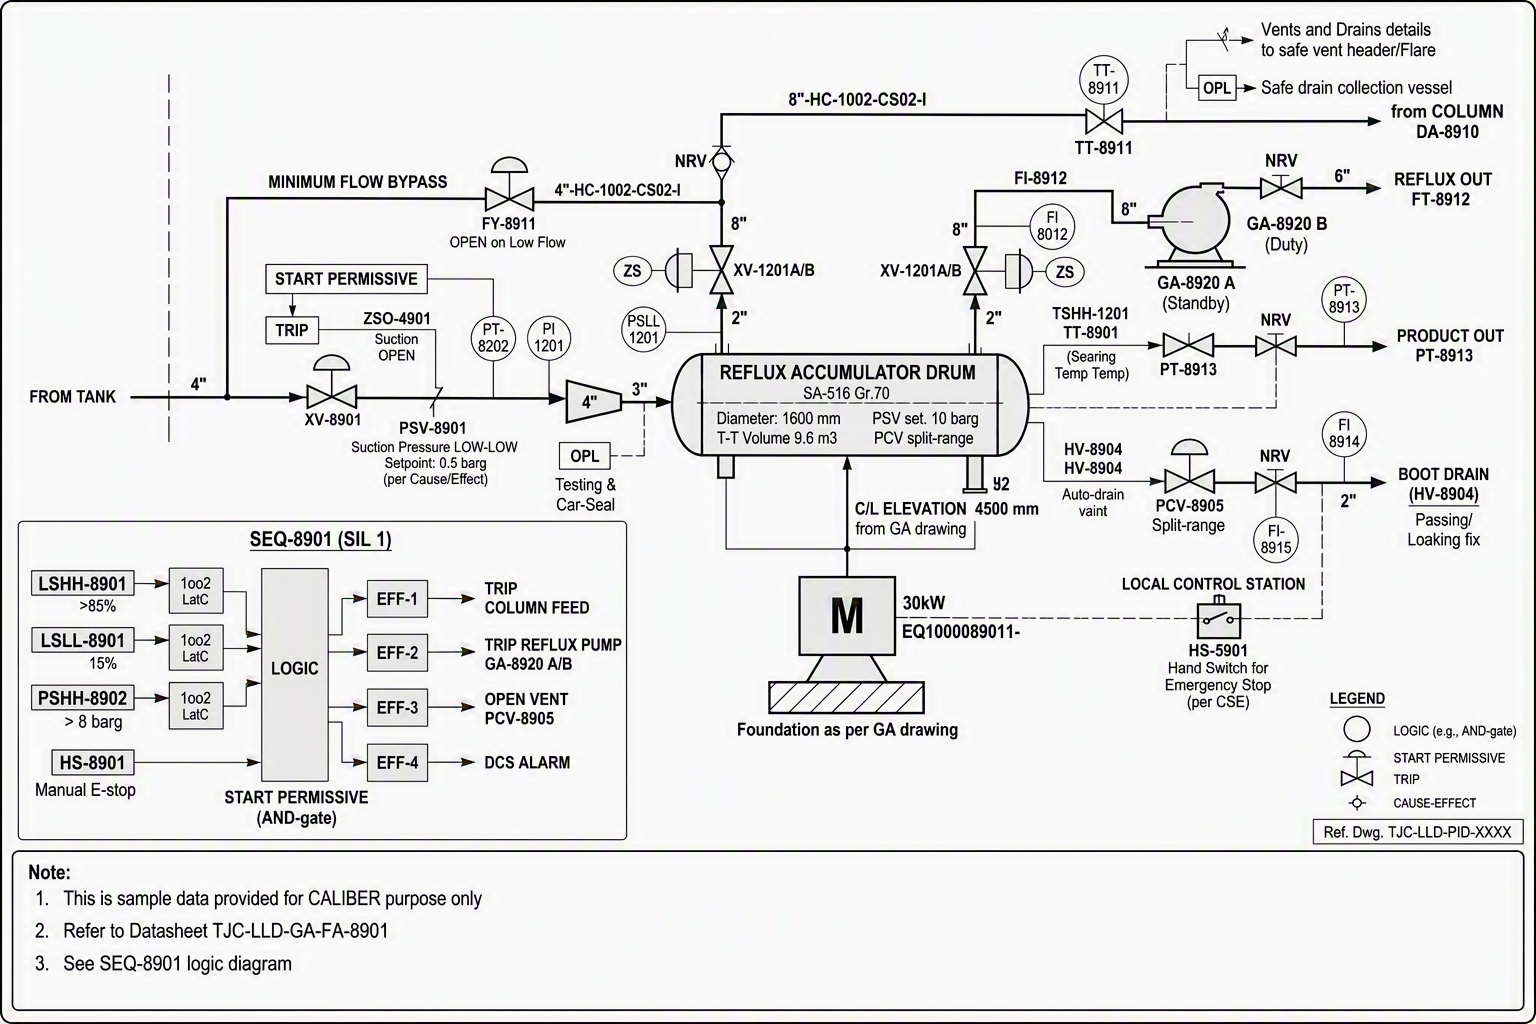 Vents and Drains details
to safe vent header/Flare
OPL
Safe drain collection vessel
TT-
8911
8"-HC-1002-CS02-I
TT-8911
from COLUMN
DA-8910
NRV
MINIMUM FLOW BYPASS
4"-HC-1002-CS02-I
FY-8911
OPEN on Low Flow
8"
FI-8912
8"
FI
8012
8"
NRV
6"
REFLUX OUT
FT-8912
GA-8920 B
(Duty)
GA-8920 A
(Standby)
ZS
XV-1201A/B
XV-1201A/B
ZS
START PERMISSIVE
TRIP
ZSO-4901
Suction
OPEN
PT-
8202
PI
1201
PSLL
1201
2"
2"
TSHH-1201
TT-8901
(Searing
Temp Temp)
PT-8913
NRV
PT-
8913
PRODUCT OUT
PT-8913
FROM TANK
4"
XV-8901
PSV-8901
Suction Pressure LOW-LOW
Setpoint: 0.5 barg
(per Cause/Effect)
4"
3"
OPL
Testing &
Car-Seal
REFLUX ACCUMULATOR DRUM
SA-516 Gr.70
Diameter: 1600 mm
PSV set. 10 barg
T-T Volume 9.6 m3
PCV split-range
HV-8904
HV-8904
Auto-drain
vaint
PCV-8905
Split-range
NRV
FI-
8915
FI
8914
2"
BOOT DRAIN
(HV-8904)
Passing/
Loaking fix
C/L ELEVATION 4500 mm
from GA drawing
M
30kW
EQ1000089011-
Foundation as per GA drawing
LOCAL CONTROL STATION
HS-5901
Hand Switch for
Emergency Stop
(per CSE)
SEQ-8901 (SIL 1)
LSHH-8901
>85%
1oo2
LatC
LSLL-8901
15%
1oo2
LatC
PSHH-8902
> 8 barg
1oo2
LatC
HS-8901
Manual E-stop
LOGIC
START PERMISSIVE
(AND-gate)
EFF-1
TRIP
COLUMN FEED
EFF-2
TRIP REFLUX PUMP
GA-8920 A/B
EFF-3
OPEN VENT
PCV-8905
EFF-4
DCS ALARM
LEGEND
LOGIC (e.g., AND-gate)
START PERMISSIVE
TRIP
CAUSE-EFFECT
Ref. Dwg. TJC-LLD-PID-XXXX
Note:
1. This is sample data provided for CALIBER purpose only
2. Refer to Datasheet TJC-LLD-GA-FA-8901
3. See SEQ-8901 logic diagram